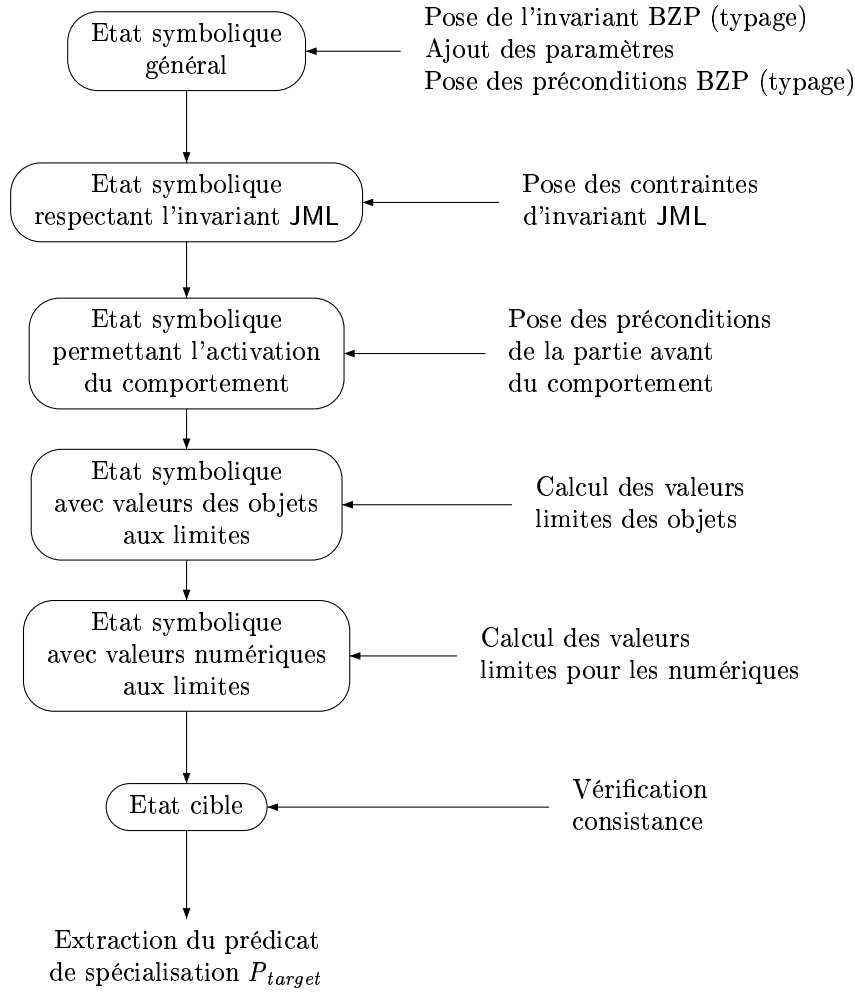 Etat symbolique
général
Pose de l'invariant BZP (typage)
Ajout des paramètres
Pose des préconditions BZP (typage)
Etat symbolique
respectant l'invariant JML
Pose des contraintes
d'invariant JML
Etat symbolique
permettant l'activation
du comportement
Pose des préconditions
de la partie avant
du comportement
Etat symbolique
avec valeurs des objets
aux limites
Calcul des valeurs
limites des objets
Etat symbolique
avec valeurs numériques
aux limites
Calcul des valeurs
limites pour les numériques
Etat cible
Vérification
consistance
Extraction du prédicat
de spécialisation P_target